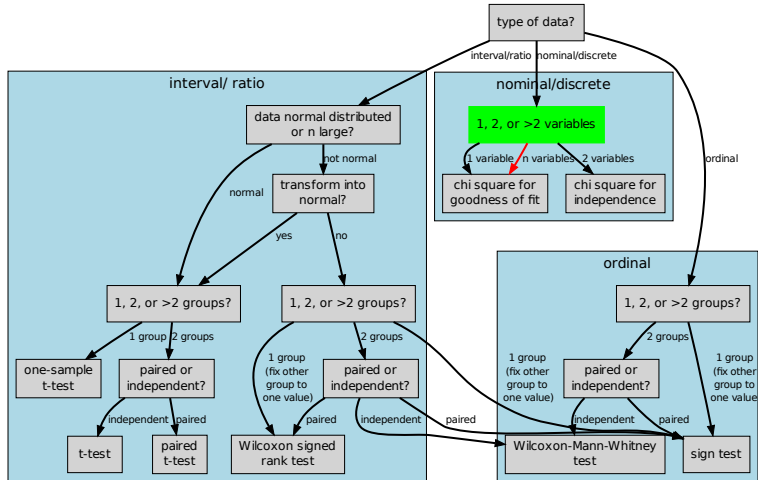 type of data?
interval/ratio
nominal/discrete
interval/ ratio
nominal/discrete
data normal distributed
or n large?
1, 2, or >2 variables
not normal
1 variable
n variables
2 variables
ordinal
normal
transform into
normal?
chi square for
goodness of fit
chi square for
independence
yes
no
ordinal
1, 2, or >2 groups?
1, 2, or >2 groups?
1, 2, or >2 groups?
1 group
2 groups
2 groups
2 groups
one-sample
t-test
paired or
independent?
1 group
(fix other
group to
one value)
paired or
independent?
1 group
(fix other
group to
one value)
paired or
independent?
1 group
(fix other
group to
one value)
independent
paired
paired
independent
paired
independent
paired
t-test
paired
t-test
Wilcoxon signed
rank test
Wilcoxon-Mann-Whitney
test
sign test